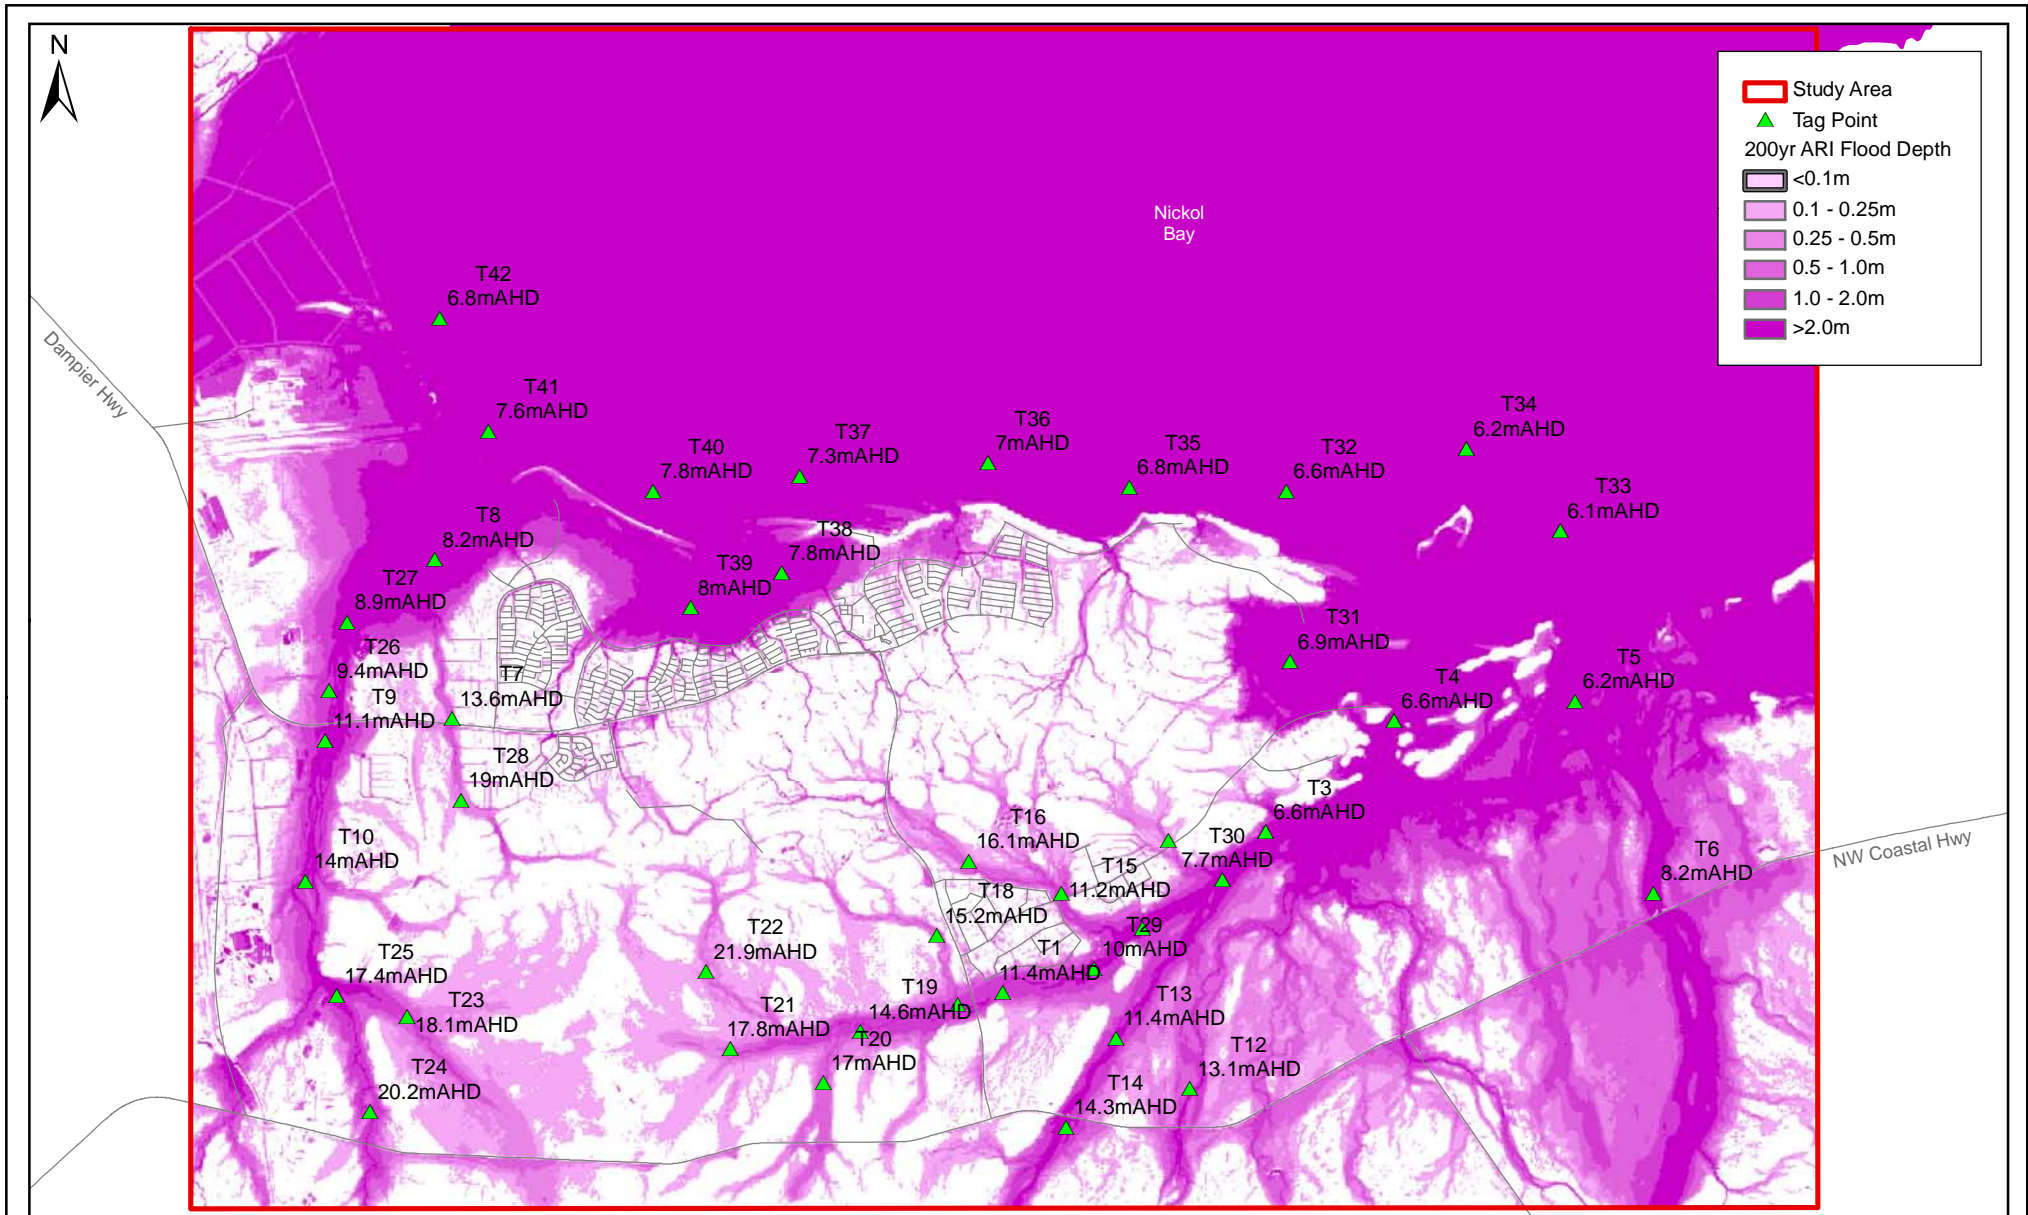 N
Study Area
Tag Point
200yr ARI Flood Depth
<0.1m
0.1 - 0.25m
0.25 - 0.5m
0.5 - 1.0m
1.0 - 2.0m
>2.0m
Nickol
Bay
T42
6.8mAHD
Dampier Hwy
T41
7.6mAHD
T40
7.8mAHD
T37
7.3mAHD
T36
7mAHD
T35
6.8mAHD
T32
6.6mAHD
T34
6.2mAHD
T33
6.1mAHD
T8
8.2mAHD
T38
7.8mAHD
T39
8mAHD
T27
8.9mAHD
T31
6.9mAHD
T26
9.4mAHD
T7
13.6mAHD
T9
11.1mAHD
T4
6.6mAHD
T5
6.2mAHD
T28
19mAHD
T3
6.6mAHD
T16
16.1mAHD
T30
7.7mAHD
T10
14mAHD
T15
11.2mAHD
T6
8.2mAHD
NW Coastal Hwy
T18
15.2mAHD
T22
21.9mAHD
T29
10mAHD
T1
11.4mAHD
T25
17.4mAHD
T23
18.1mAHD
T19
14.6mAHD
T21
17.8mAHD
T13
11.4mAHD
T20
17mAHD
T12
13.1mAHD
T24
20.2mAHD
T14
14.3mAHD